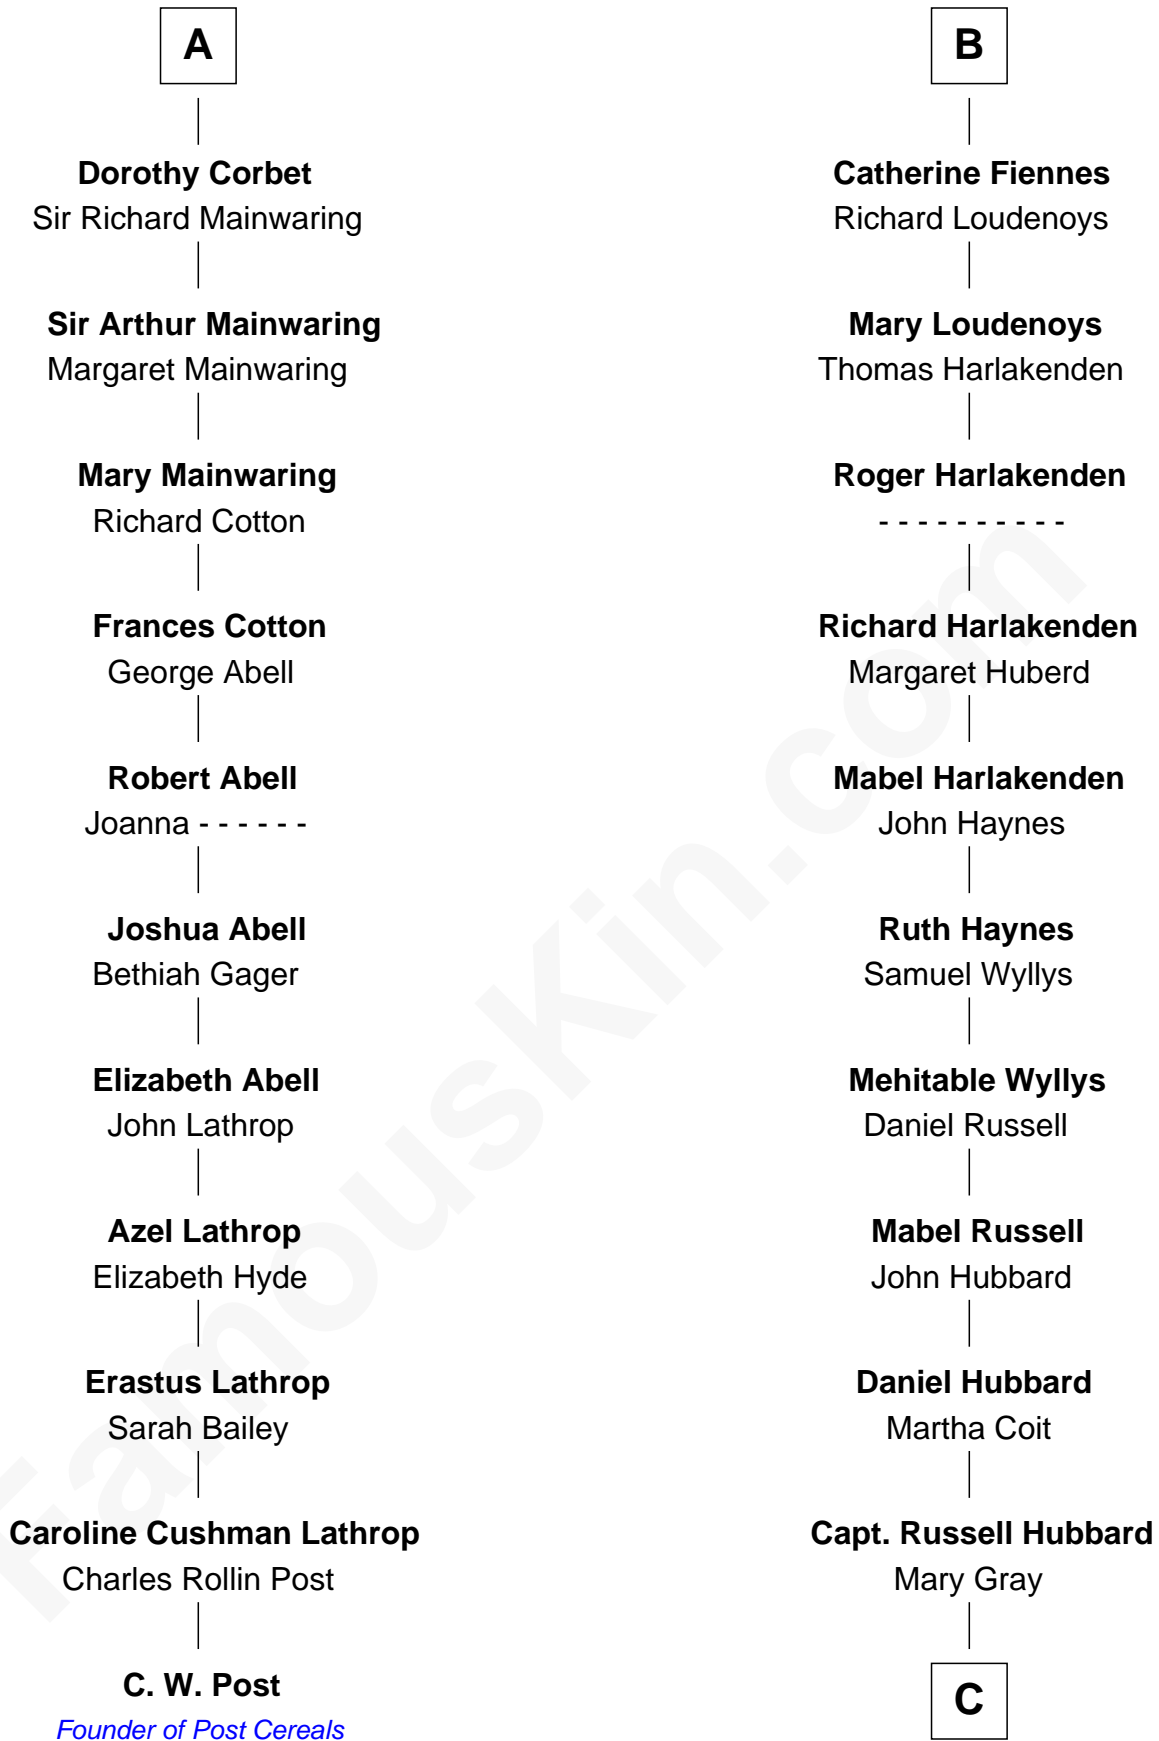 A
Dorothy Corbet
Sir Richard Mainwaring
Sir Arthur Mainwaring
Margaret Mainwaring
Mary Mainwaring
Richard Cotton
Frances Cotton
George Abell
Robert Abell
Joanna - - - - - -
Joshua Abell
Bethiah Gager
Elizabeth Abell
John Lathrop
Azel Lathrop
Elizabeth Hyde
Erastus Lathrop
Sarah Bailey
Caroline Cushman Lathrop
Charles Rollin Post
C. W. Post
Founder of Post Cereals
B
Catherine Fiennes
Richard Loudenoys
Mary Loudenoys
Thomas Harlakenden
Roger Harlakenden
- - - - - - - - - -
Richard Harlakenden
Margaret Huberd
Mabel Harlakenden
John Haynes
Ruth Haynes
Samuel Wyllys
Mehitable Wyllys
Daniel Russell
Mabel Russell
John Hubbard
Daniel Hubbard
Martha Coit
Capt. Russell Hubbard
Mary Gray
C
FamousKin.com